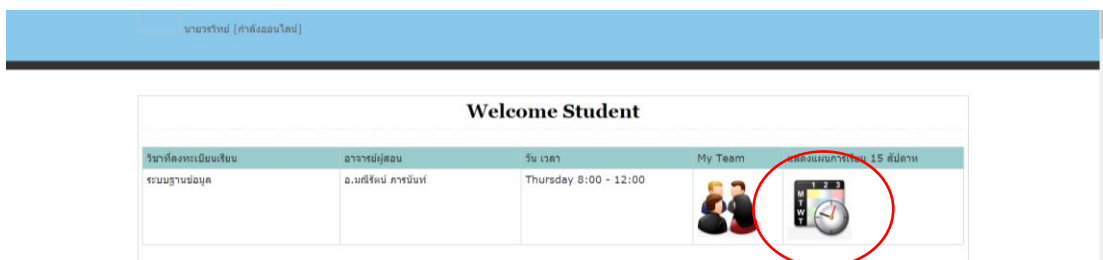 นายวรวิทย์ [กำลังออนไลน์]
Welcome Student
วิชาที่ลงทะเบียนเรียน อาจารย์ผู้สอน วัน เวลา My Team แสดงแผนการเรียน 15 สัปดาห์
ระบบฐานข้อมูล อ.มณีรัตน์ ภารนันท์ Thursday 8:00 - 12:00
1 2 3
M
T
W
T